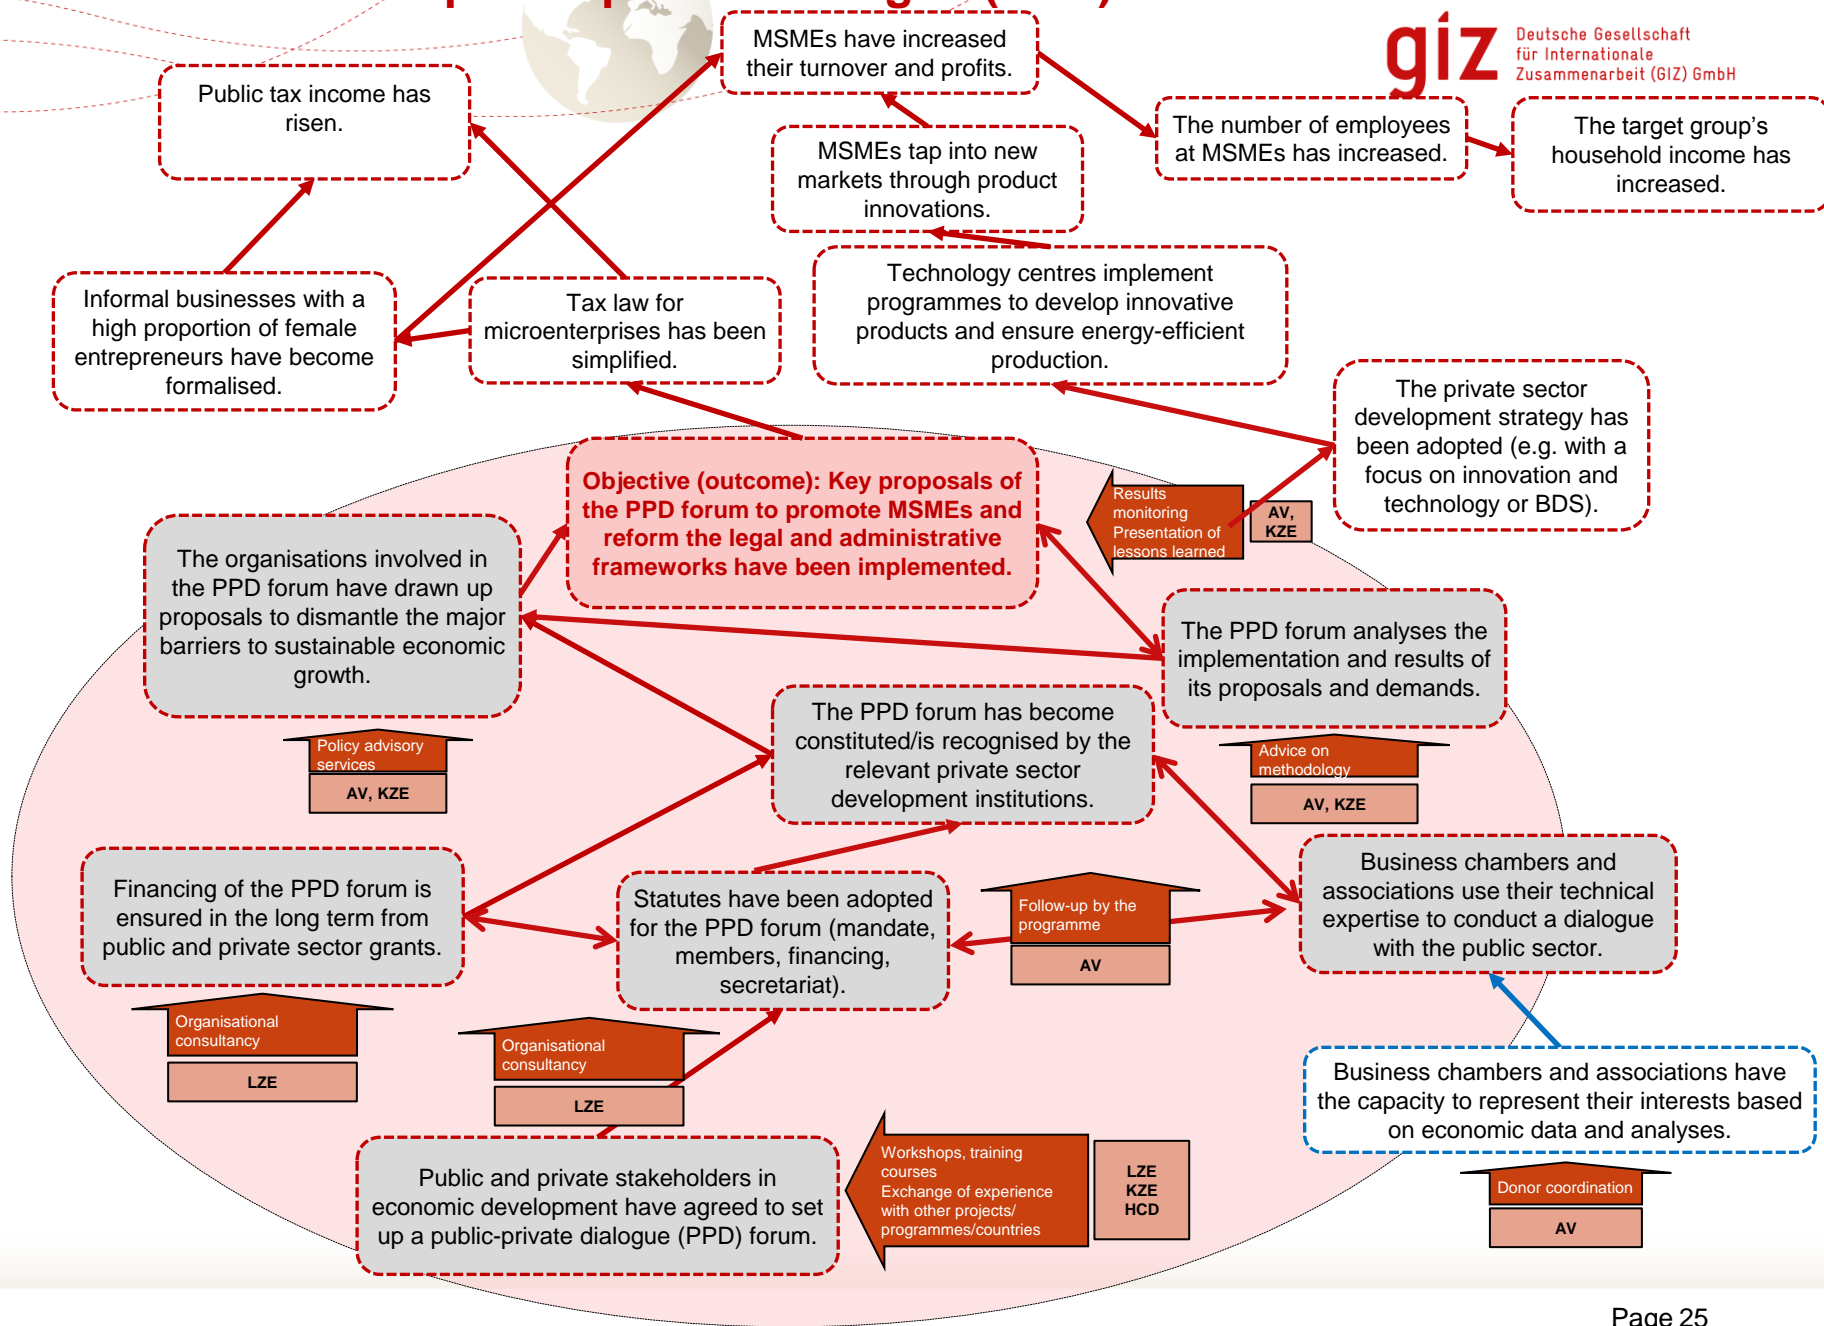 giz
Deutsche Gesellschaft
für Internationale
Zusammenarbeit (GIZ) GmbH
MSMEs have increased
their turnover and profits.
Public tax income has
risen.
The number of employees
at MSMEs has increased.
The target group's
household income has
increased.
MSMEs tap into new
markets through product
innovations.
Informal businesses with a
high proportion of female
entrepreneurs have become
formalised.
Tax law for
microenterprises has been
simplified.
Technology centres implement
programmes to develop innovative
products and ensure energy-efficient
production.
The private sector
development strategy has
been adopted (e.g. with a
focus on innovation and
technology or BDS).
Objective (outcome): Key proposals of
the PPD forum to promote MSMEs and
reform the legal and administrative
frameworks have been implemented.
Results
monitoring
Presentation of
lessons learned
AV,
KZE
The organisations involved in
the PPD forum have drawn up
proposals to dismantle the major
barriers to sustainable economic
growth.
The PPD forum analyses the
implementation and results of
its proposals and demands.
Policy advisory
services
AV, KZE
The PPD forum has become
constituted/is recognised by the
relevant private sector
development institutions.
Advice on
methodology
AV, KZE
Financing of the PPD forum is
ensured in the long term from
public and private sector grants.
Statutes have been adopted
for the PPD forum (mandate,
members, financing,
secretariat).
Follow-up by the
programme
AV
Business chambers and
associations use their technical
expertise to conduct a dialogue
with the public sector.
Organisational
consultancy
LZE
Organisational
consultancy
LZE
Business chambers and associations have
the capacity to represent their interests based
on economic data and analyses.
Public and private stakeholders in
economic development have agreed to set
up a public-private dialogue (PPD) forum.
Workshops, training
courses
Exchange of experience
with other projects/
programmes/countries
LZE
KZE
HCD
Donor coordination
AV
Page 25